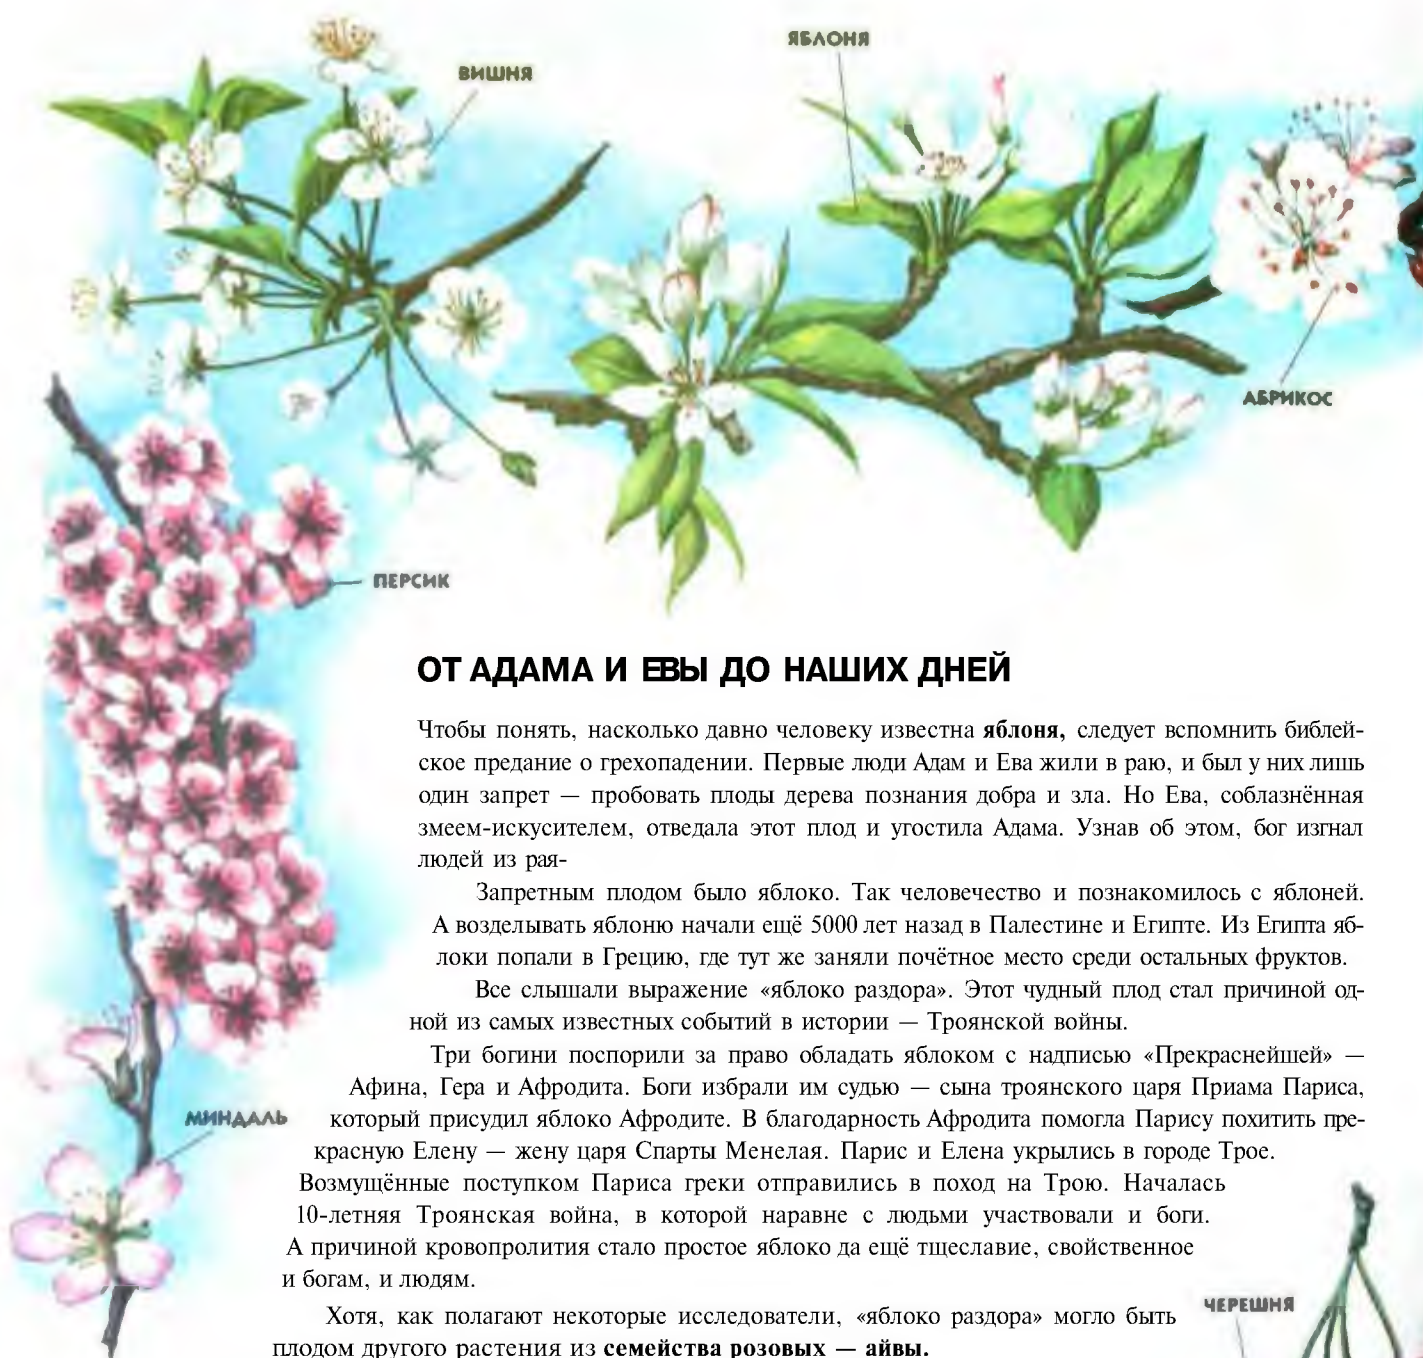 ЯБЛОНЯ
ВИШНЯ
АБРИКОС
ПЕРСИК
ОТ АДАМА И ЕВЫ ДО НАШИХ ДНЕЙ
Чтобы понять, насколько давно человеку известна яблоня, следует вспомнить библей-
ское предание о грехопадении. Первые люди Адам и Ева жили в раю, и был у них лишь
один запрет — пробовать плоды дерева познания добра и зла. Но Ева, соблазнённая
змеем-искусителем, отведала этот плод и угостила Адама. Узнав об этом, бог изгнал
людей из рая-
Запретным плодом было яблоко. Так человечество и познакомилось с яблоней.
А возделывать яблоню начали ещё 5000 лет назад в Палестине и Египте. Из Египта яб-
локи попали в Грецию, где тут же заняли почётное место среди остальных фруктов.
Все слышали выражение «яблоко раздора». Этот чудный плод стал причиной од-
ной из самых известных событий в истории — Троянской войны.
Три богини поспорили за право обладать яблоком с надписью «Прекраснейшей» —
Афина, Гера и Афродита. Боги избрали им судью — сына троянского царя Приама Париса,
который присудил яблоко Афродите. В благодарность Афродита помогла Парису похитить пре-
красную Елену — жену царя Спарты Менелая. Парис и Елена укрылись в городе Трое.
Возмущённые поступком Париса греки отправились в поход на Трою. Началась
10-летняя Троянская война, в которой наравне с людьми участвовали и боги.
А причиной кровопролития стало простое яблоко да ещё тщеславие, свойственное
и богам, и людям.
Хотя, как полагают некоторые исследователи, «яблоко раздора» могло быть
плодом другого растения из семейства розовых — айвы.
МИНДАЛЬ
ЧЕРЕШНЯ